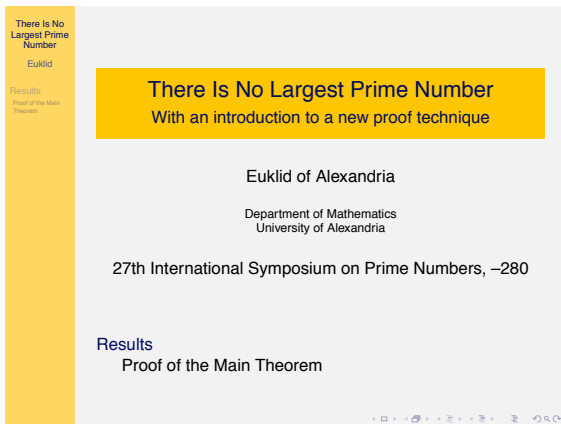 There Is No
Largest Prime
Number
Euklid
Results
Proof of the Main
Theorem
There Is No Largest Prime Number
With an introduction to a new proof technique
Euklid of Alexandria
Department of Mathematics
University of Alexandria
27th International Symposium on Prime Numbers, –280
Results
Proof of the Main Theorem